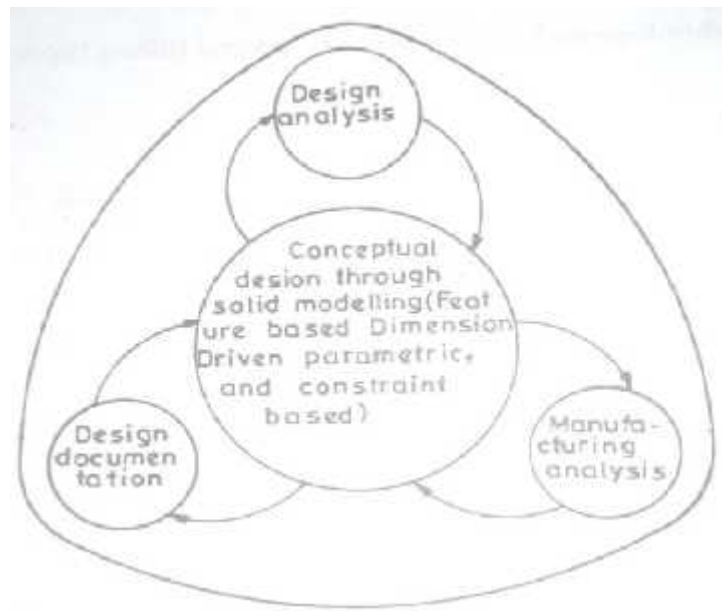 Design
analysis
Conceptual
desion through
solid modelling(Feat
ure based Dimension
Driven parametric,
and constraint
based)
Design
documen
tation
Manufa-
cturing
analysis